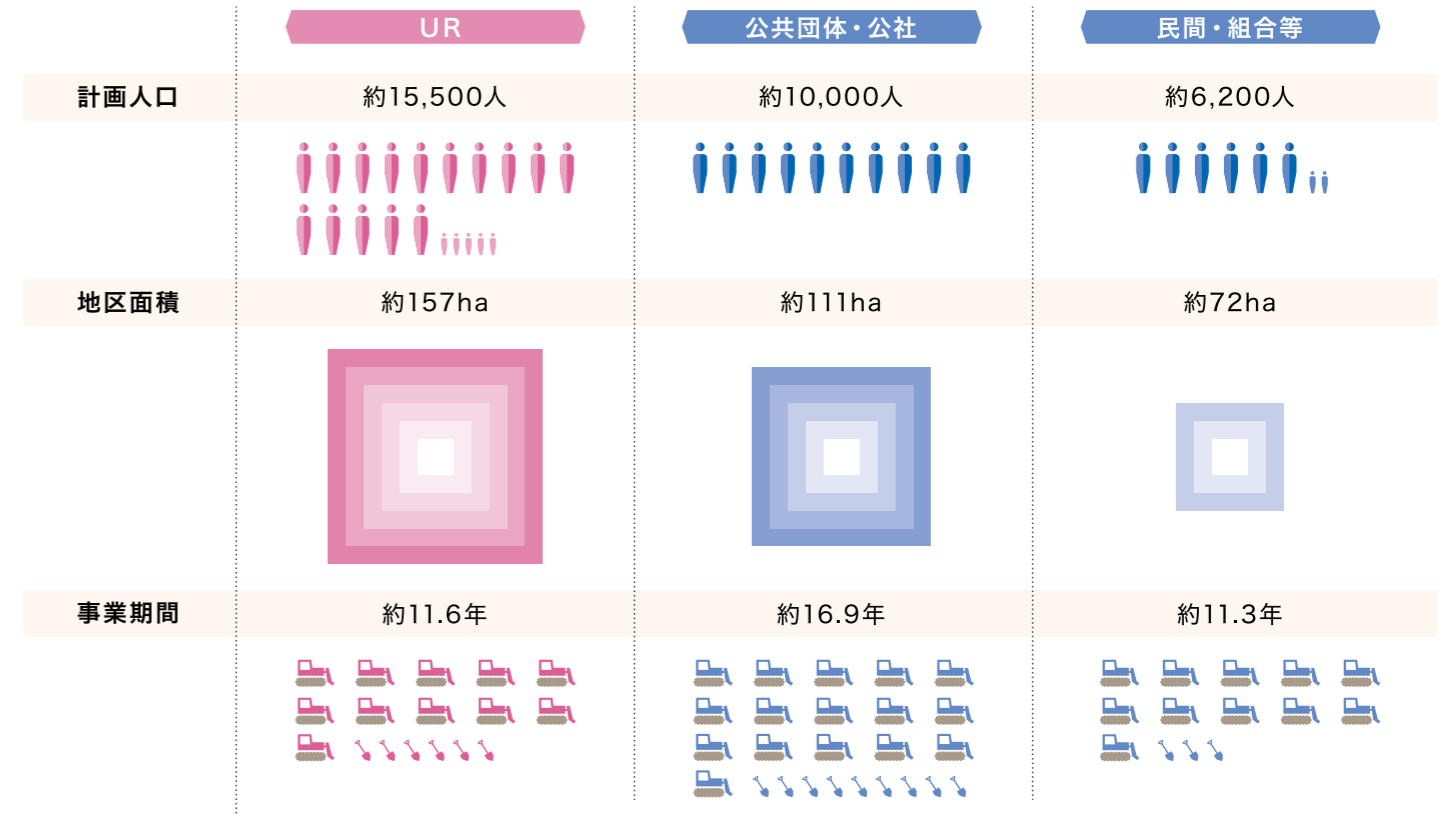 UR
公共団体・公社
民間・組合等
計画人口
約15,500人
約10,000人
約6,200人
地区面積
約157ha
約111ha
約72ha
事業期間
約11.6年
約16.9年
約11.3年